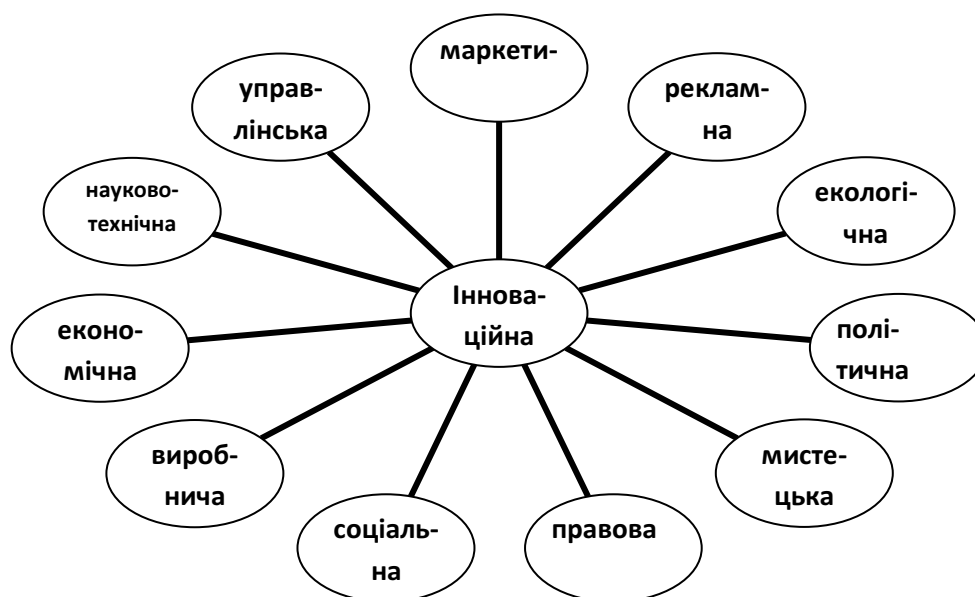 маркети-
управ-
лінська
реклам-
на
науково-
технічна
екологі-
чна
Іннова-
ційна
еконо-
мічна
полі-
тична
вироб-
нича
мисте-
цька
соціаль-
на
правова